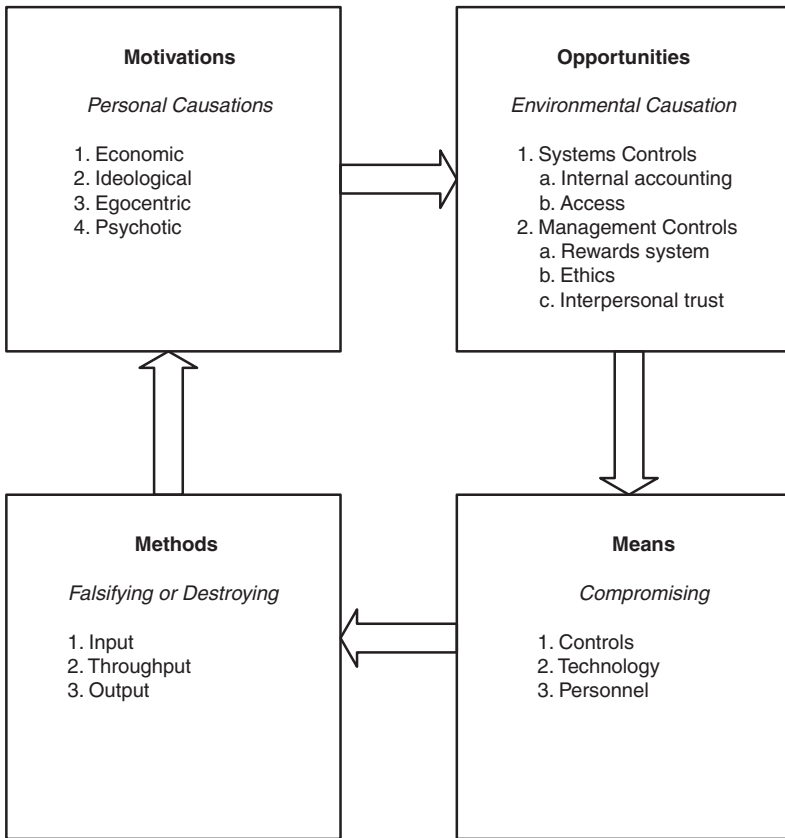 Motivations
Personal Causations
1. Economic
2. Ideological
3. Egocentric
4. Psychotic
Opportunities
Environmental Causation
1. Systems Controls
a. Internal accounting
b. Access
2. Management Controls
a. Rewards system
b. Ethics
c. Interpersonal trust
Methods
Falsifying or Destroying
1. Input
2. Throughput
3. Output
Means
Compromising
1. Controls
2. Technology
3. Personnel